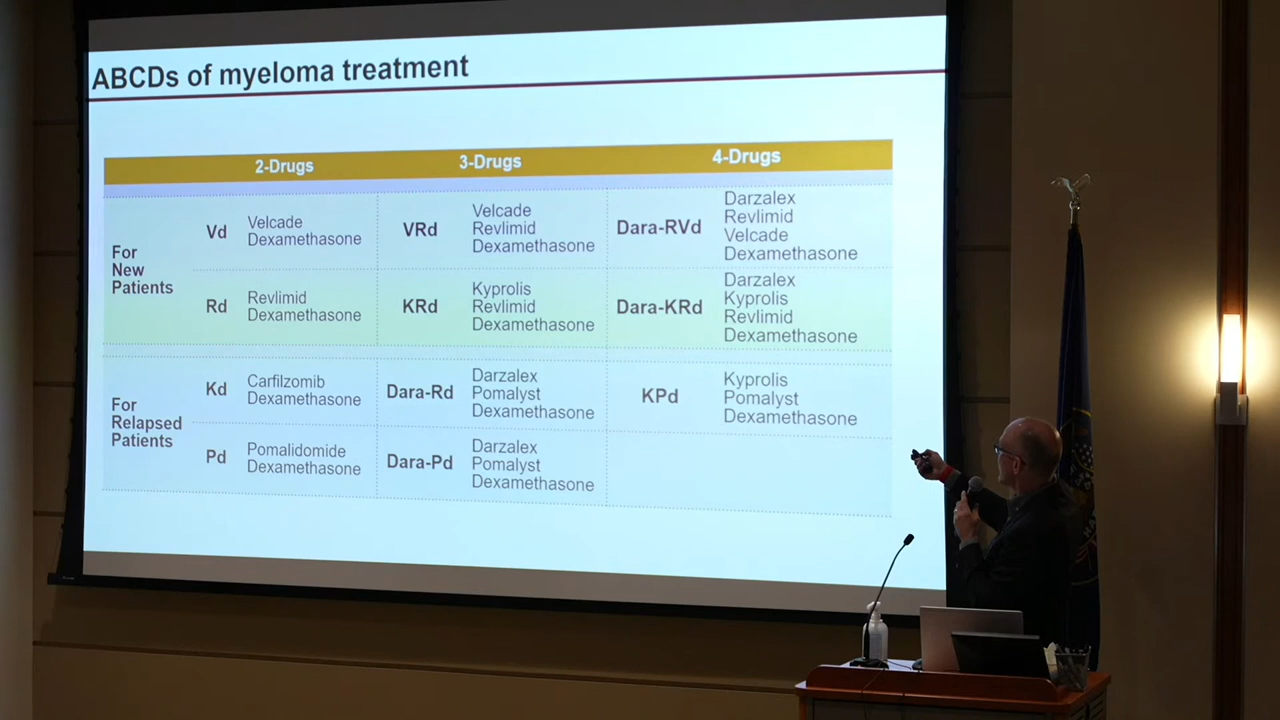 ABCDs of myeloma treatment
2-Drugs 3-Drugs 4-Drugs
For
New
Patients
Vd
Velcade
Dexamethasone
VRd
Velcade
Revlimid
Dexamethasone
Dara-RVd
Darzalex
Revlimid
Velcade
Dexamethasone
Rd
Revlimid
Dexamethasone
KRd
Kyprolis
Revlimid
Dexamethasone
Dara-KRd
Darzalex
Kyprolis
Revlimid
Dexamethasone
For
Relapsed
Patients
Kd
Carfilzomib
Dexamethasone
Dara-Rd
Darzalex
Pomalyst
Dexamethasone
KPd
Kyprolis
Pomalyst
Dexamethasone
Pd
Pomalidomide
Dexamethasone
Dara-Pd
Darzalex
Pomalyst
Dexamethasone